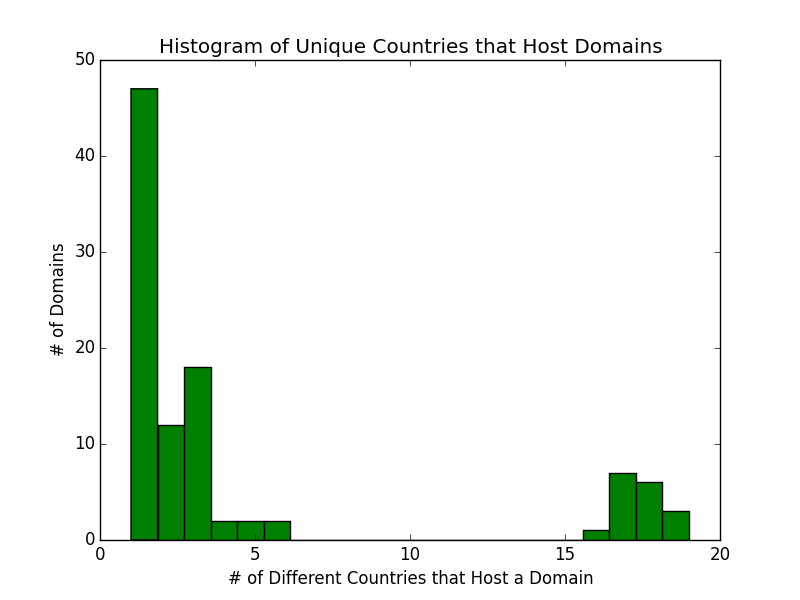 Histogram of Unique Countries that Host Domains
50
40
30
20
10
0
# of Domains
0 5 10 15 20
# of Different Countries that Host a Domain